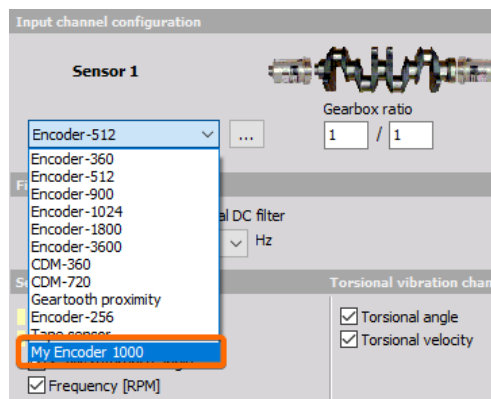 Input channel configuration
Sensor 1
Gearbox ratio
Encoder-512
...
1 / 1
Encoder-360
Encoder-512
Encoder-900
Encoder-1024
al DC filter
Encoder-1800
Encoder-3600
Hz
CDM-360
CDM-720
Torsional vibration chan
Geartooth proximity
Encoder-256
Torsional angle
Tape sensor
My Encoder 1000
Torsional velocity
Frequency [RPM]